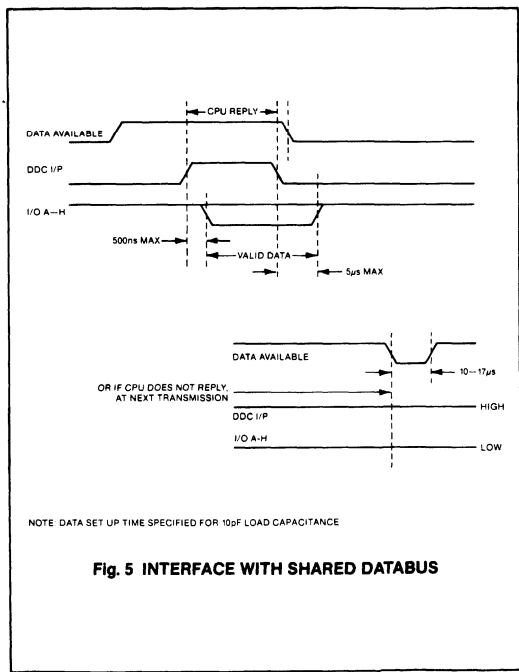 CPU REPLY
DATA AVAILABLE
DDC I/P
I/O A—H
500ns MAX
VALID DATA
5μs MAX
DATA AVAILABLE
10—17μs
OR IF CPU DOES NOT REPLY,
AT NEXT TRANSMISSION
HIGH
DDC I/P
I/O A-H
LOW
NOTE: DATA SET UP TIME SPECIFIED FOR 10pF LOAD CAPACITANCE
Fig. 5 INTERFACE WITH SHARED DATABUS